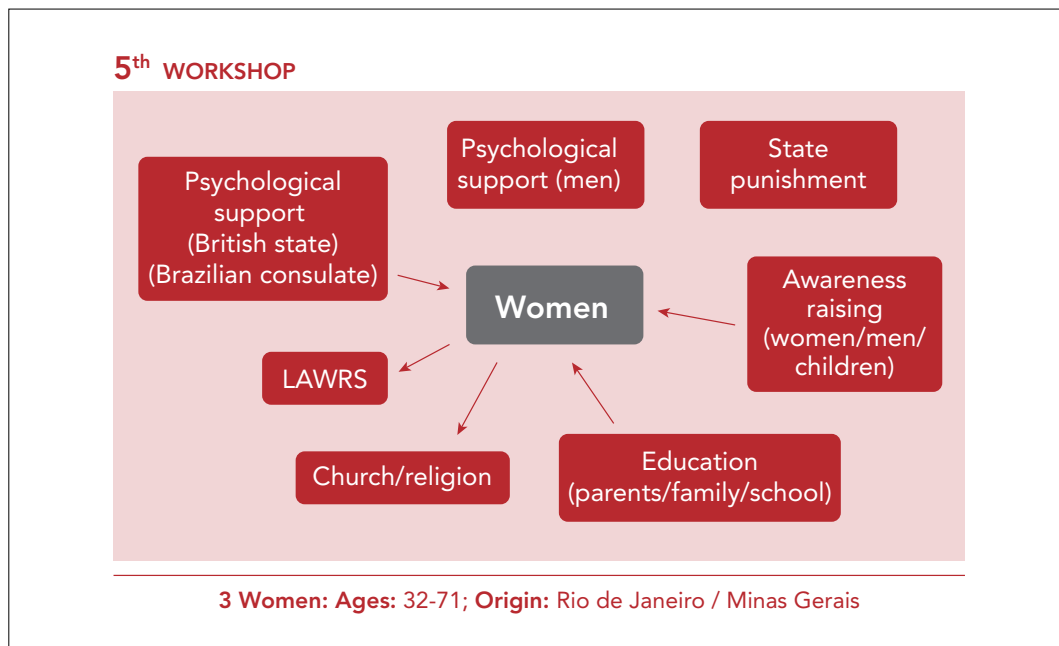 5th WORKSHOP
Psychological
support (men)
State
punishment
Psychological
support
(British state)
(Brazilian consulate)
Women
Awareness
raising
(women/men/
children)
LAWRS
Church/religion
Education
(parents/family/school)
3 Women: Ages: 32-71; Origin: Rio de Janeiro / Minas Gerais